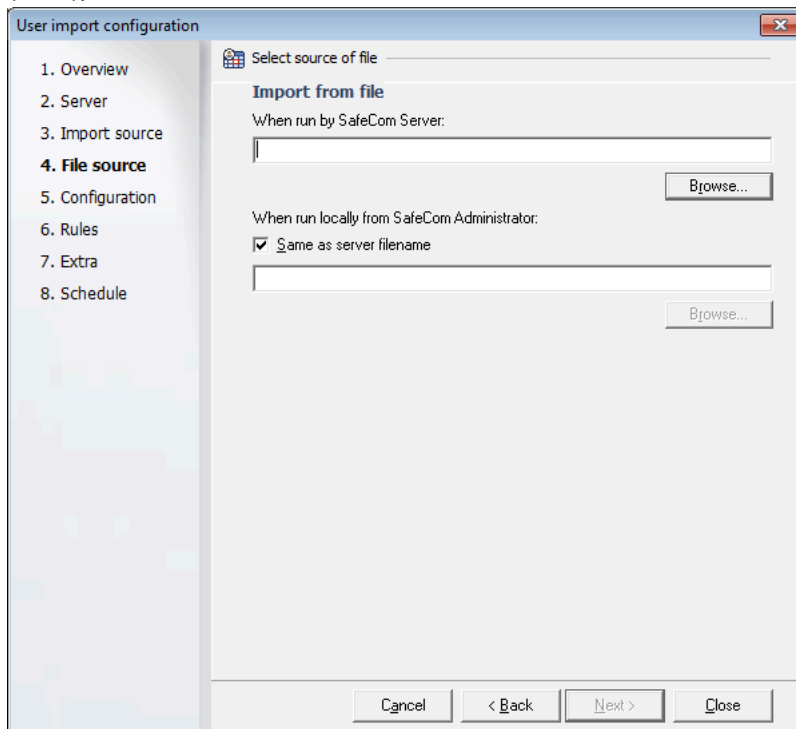 User import configuration
1. Overview
2. Server
3. Import source
4. File source
5. Configuration
6. Rules
7. Extra
8. Schedule
Select source of file
Import from file
When run by SafeCom Server:
Browse...
When run locally from SafeCom Administrator:
Same as server filename
Browse...
Cancel
< Back
Next >
Close